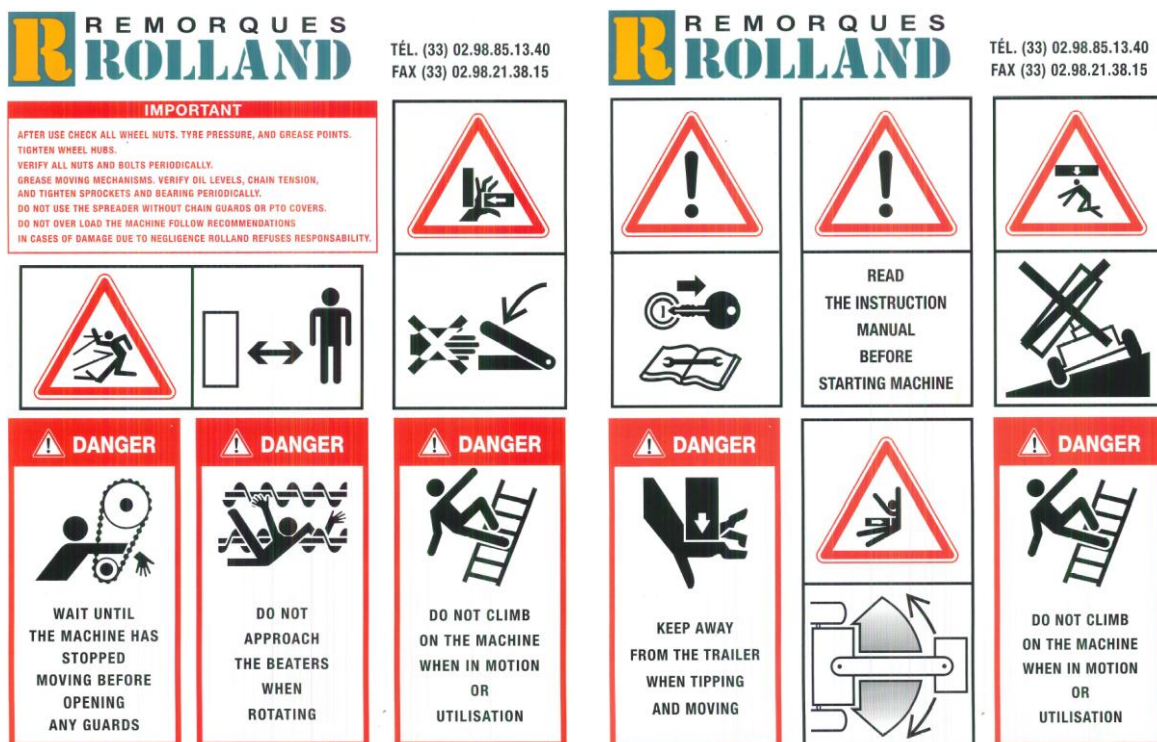 REMORQUES
R ROLLAND
TÉL. (33) 02.98.85.13.40
FAX (33) 02.98.21.38.15
IMPORTANT
AFTER USE CHECK ALL WHEEL NUTS. TYRE PRESSURE, AND GREASE POINTS.
TIGHTEN WHEEL HUBS.
VERIFY ALL NUTS AND BOLTS PERIODICALLY.
GREASE MOVING MECHANISMS. VERIFY OIL LEVELS, CHAIN TENSION,
AND TIGHTEN SPROCKETS AND BEARING PERIODICALLY.
DO NOT USE THE SPREADER WITHOUT CHAIN GUARDS OR PTO COVERS.
DO NOT OVER LOAD THE MACHINE FOLLOW RECOMMENDATIONS
IN CASES OF DAMAGE DUE TO NEGLIGENCE ROLLAND REFUSES RESPONSABILITY.
DANGER
WAIT UNTIL
THE MACHINE HAS
STOPPED
MOVING BEFORE
OPENING
ANY GUARDS
DANGER
DO NOT
APPROACH
THE BEATERS
WHEN
ROTATING
DANGER
DO NOT CLIMB
ON THE MACHINE
WHEN IN MOTION
OR
UTILISATION
REMORQUES
R ROLLAND
TÉL. (33) 02.98.85.13.40
FAX (33) 02.98.21.38.15
READ
THE INSTRUCTION
MANUAL
BEFORE
STARTING MACHINE
DANGER
KEEP AWAY
FROM THE TRAILER
WHEN TIPPING
AND MOVING
DANGER
DO NOT CLIMB
ON THE MACHINE
WHEN IN MOTION
OR
UTILISATION